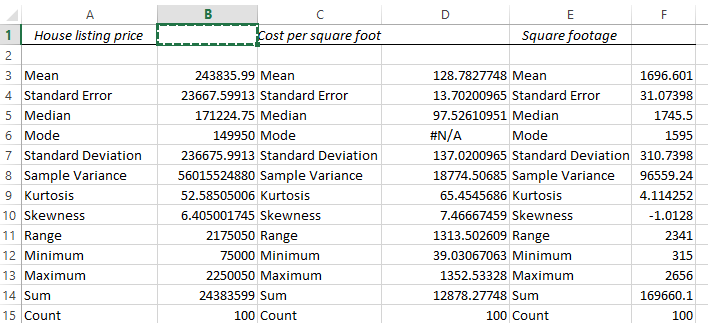 A B C D E F
1 House listing price Cost per square foot Square footage
2
3 Mean 243835.99 Mean 128.7827748 Mean 1696.601
4 Standard Error 23667.59913 Standard Error 13.70200965 Standard Error 31.07398
5 Median 171224.75 Median 97.52610951 Median 1745.5
6 Mode 149950 Mode #N/A Mode 1595
7 Standard Deviation 236675.9913 Standard Deviation 137.0200965 Standard Deviation 310.7398
8 Sample Variance 56015524880 Sample Variance 18774.50685 Sample Variance 96559.24
9 Kurtosis 52.58505006 Kurtosis 65.4545686 Kurtosis 4.114252
10 Skewness 6.405001745 Skewness 7.46667459 Skewness -1.0128
11 Range 2175050 Range 1313.502609 Range 2341
12 Minimum 75000 Minimum 39.03067063 Minimum 315
13 Maximum 2250050 Maximum 1352.53328 Maximum 2656
14 Sum 24383599 Sum 12878.27748 Sum 169660.1
15 Count 100 Count 100 Count 100